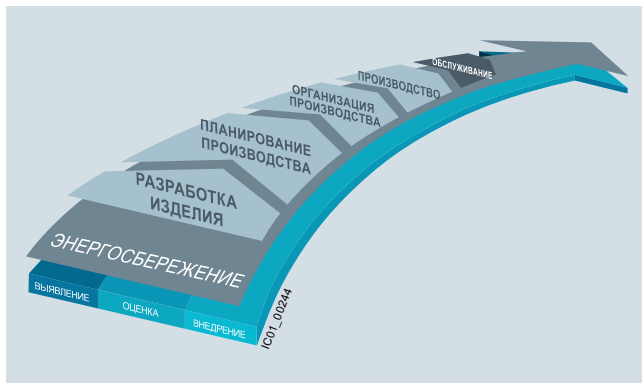 ОБСЛУЖИВАНИЕ
ПРОИЗВОДСТВО
ОРГАНИЗАЦИЯ
ПРОИЗВОДСТВА
ПЛАНИРОВАНИЕ
ПРОИЗВОДСТВА
РАЗРАБОТКА
ИЗДЕЛИЯ
ЭНЕРГОСБЕРЕЖЕНИЕ
ВЫЯВЛЕНИЕ
ОЦЕНКА
ВНЕДРЕНИЕ
IC01_00244